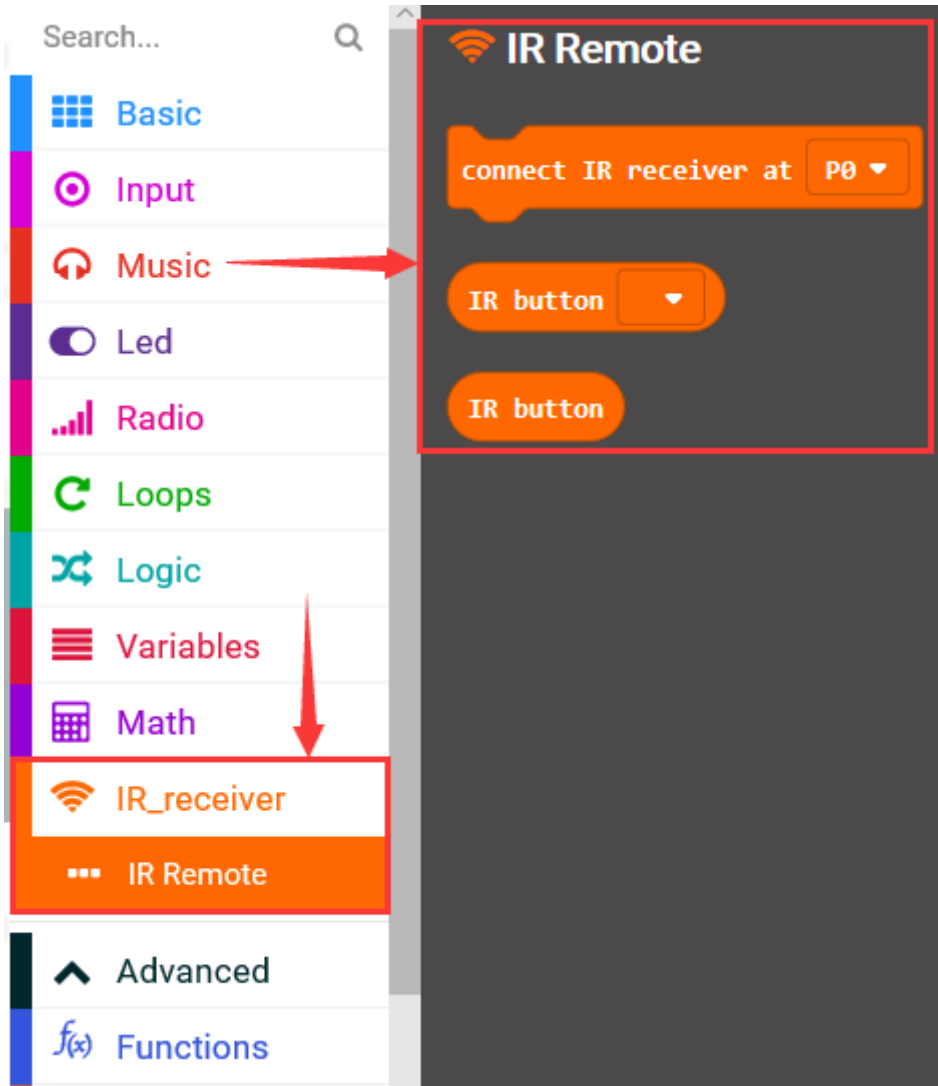 Search...
Basic
Input
Music
Led
Radio
Loops
Logic
Variables
Math
IR_receiver
IR Remote
Advanced
f(x) Functions
IR Remote
connect IR receiver at P0
IR button
IR button